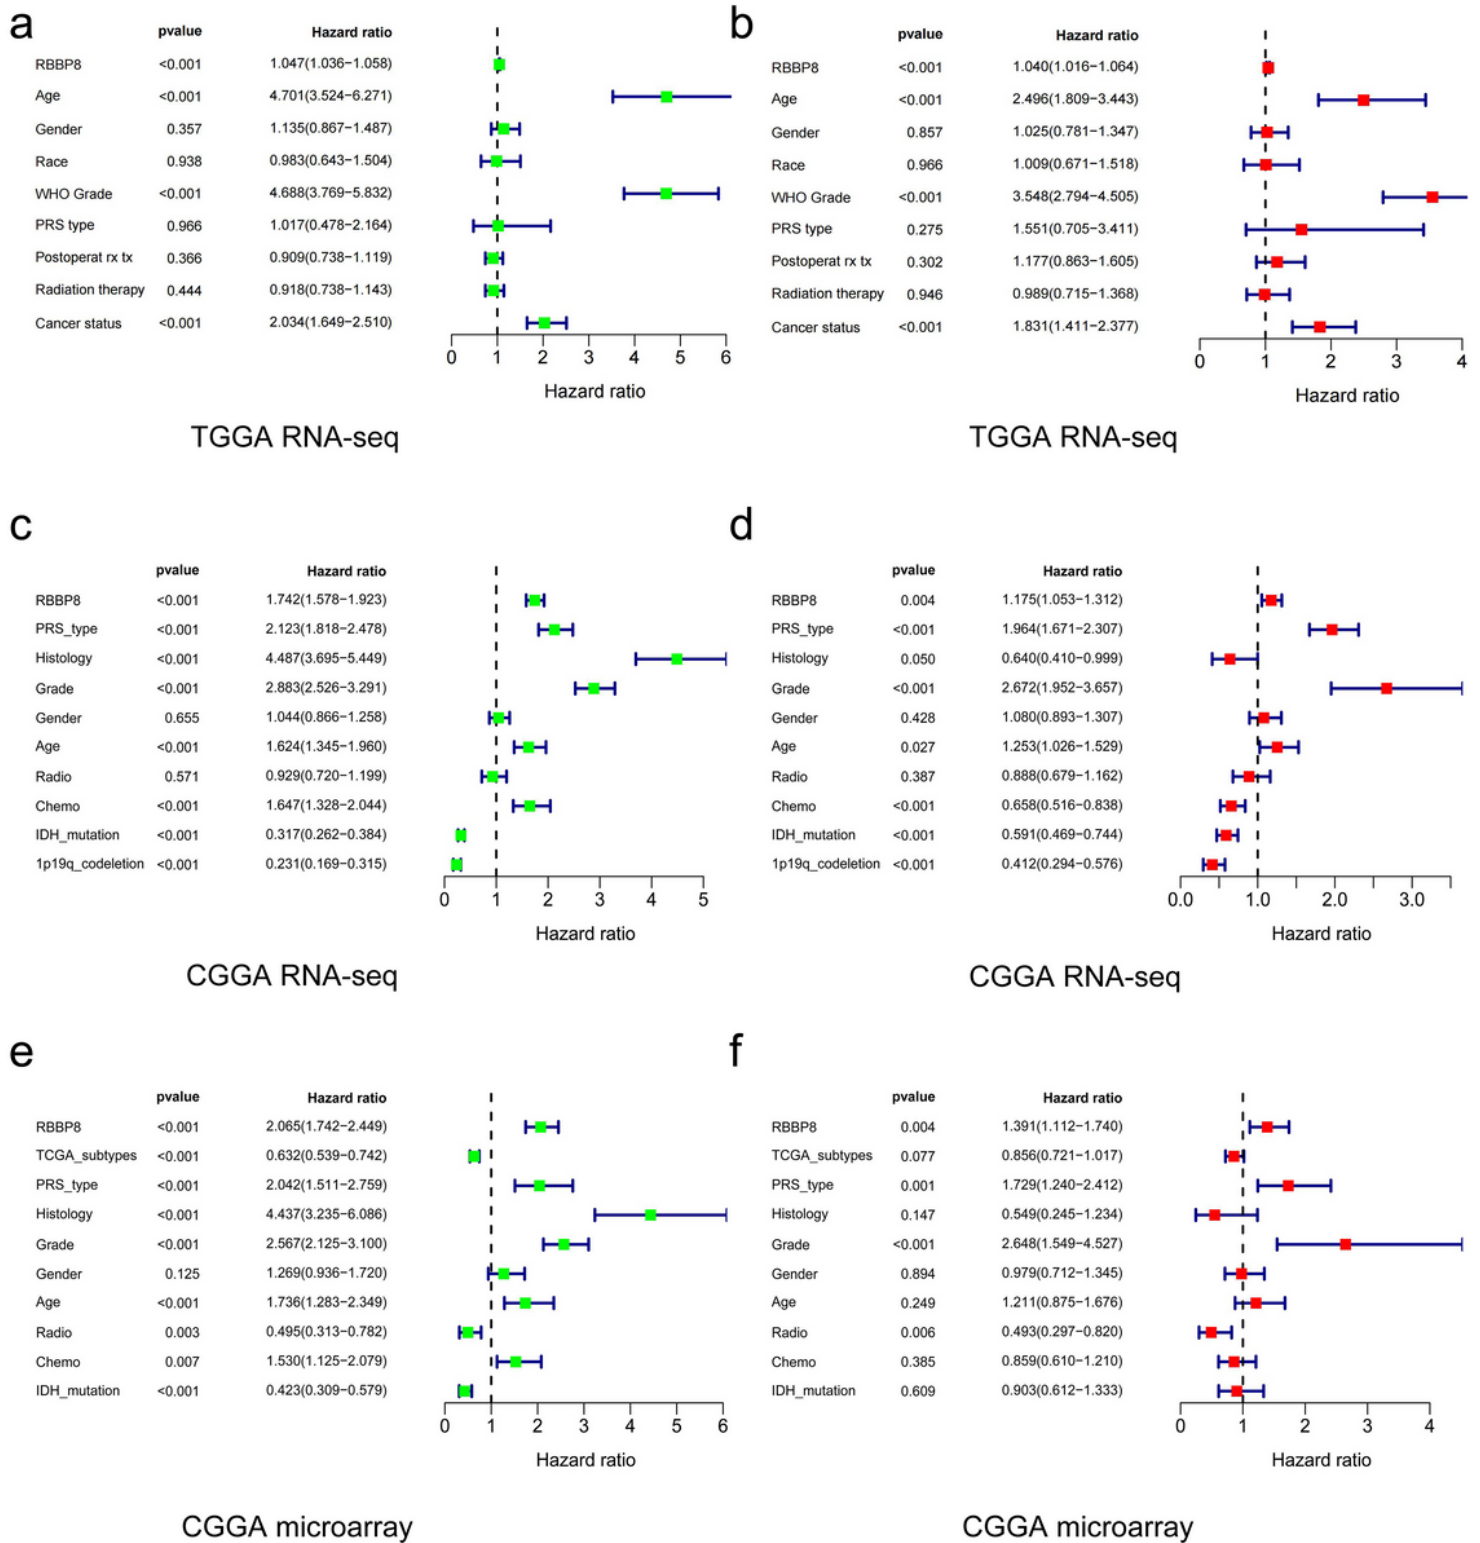 a
pvalue Hazard ratio
RBBP8 <0.001 1.047(1.036−1.058)
Age <0.001 4.701(3.524−6.271)
Gender 0.357 1.135(0.867−1.487)
Race 0.938 0.983(0.643−1.504)
WHO Grade <0.001 4.688(3.769−5.832)
PRS type 0.966 1.017(0.478−2.164)
Postoperat rx tx 0.366 0.909(0.738−1.119)
Radiation therapy 0.444 0.918(0.738−1.143)
Cancer status <0.001 2.034(1.649−2.510)
0 1 2 3 4 5 6
Hazard ratio
TGGA RNA-seq
b
pvalue Hazard ratio
RBBP8 <0.001 1.040(1.016−1.064)
Age <0.001 2.496(1.809−3.443)
Gender 0.857 1.025(0.781−1.347)
Race 0.966 1.009(0.671−1.518)
WHO Grade <0.001 3.548(2.794−4.505)
PRS type 0.275 1.551(0.705−3.411)
Postoperat rx tx 0.302 1.177(0.863−1.605)
Radiation therapy 0.946 0.989(0.715−1.368)
Cancer status <0.001 1.831(1.411−2.377)
0 1 2 3 4
Hazard ratio
TGGA RNA-seq
c
pvalue Hazard ratio
RBBP8 <0.001 1.742(1.578−1.923)
PRS_type <0.001 2.123(1.818−2.478)
Histology <0.001 4.487(3.695−5.449)
Grade <0.001 2.883(2.526−3.291)
Gender 0.655 1.044(0.866−1.258)
Age <0.001 1.624(1.345−1.960)
Radio 0.571 0.929(0.720−1.199)
Chemo <0.001 1.647(1.328−2.044)
IDH_mutation <0.001 0.317(0.262−0.384)
1p19q_codeletion <0.001 0.231(0.169−0.315)
0 1 2 3 4 5
Hazard ratio
CGGA RNA-seq
d
pvalue Hazard ratio
RBBP8 0.004 1.175(1.053−1.312)
PRS_type <0.001 1.964(1.671−2.307)
Histology 0.050 0.640(0.410−0.999)
Grade <0.001 2.672(1.952−3.657)
Gender 0.428 1.080(0.893−1.307)
Age 0.027 1.253(1.026−1.529)
Radio 0.387 0.888(0.679−1.162)
Chemo <0.001 0.658(0.516−0.838)
IDH_mutation <0.001 0.591(0.469−0.744)
1p19q_codeletion <0.001 0.412(0.294−0.576)
0.0 1.0 2.0 3.0
Hazard ratio
CGGA RNA-seq
e
pvalue Hazard ratio
RBBP8 <0.001 2.065(1.742−2.449)
TCGA_subtypes <0.001 0.632(0.539−0.742)
PRS_type <0.001 2.042(1.511−2.759)
Histology <0.001 4.437(3.235−6.086)
Grade <0.001 2.567(2.125−3.100)
Gender 0.125 1.269(0.936−1.720)
Age <0.001 1.736(1.283−2.349)
Radio 0.003 0.495(0.313−0.782)
Chemo 0.007 1.530(1.125−2.079)
IDH_mutation <0.001 0.423(0.309−0.579)
0 1 2 3 4 5 6
Hazard ratio
CGGA microarray
f
pvalue Hazard ratio
RBBP8 0.004 1.391(1.112−1.740)
TCGA_subtypes 0.077 0.856(0.721−1.017)
PRS_type 0.001 1.729(1.240−2.412)
Histology 0.147 0.549(0.245−1.234)
Grade <0.001 2.648(1.549−4.527)
Gender 0.894 0.979(0.712−1.345)
Age 0.249 1.211(0.875−1.676)
Radio 0.006 0.493(0.297−0.820)
Chemo 0.385 0.859(0.610−1.210)
IDH_mutation 0.609 0.903(0.612−1.333)
0 1 2 3 4
Hazard ratio
CGGA microarray